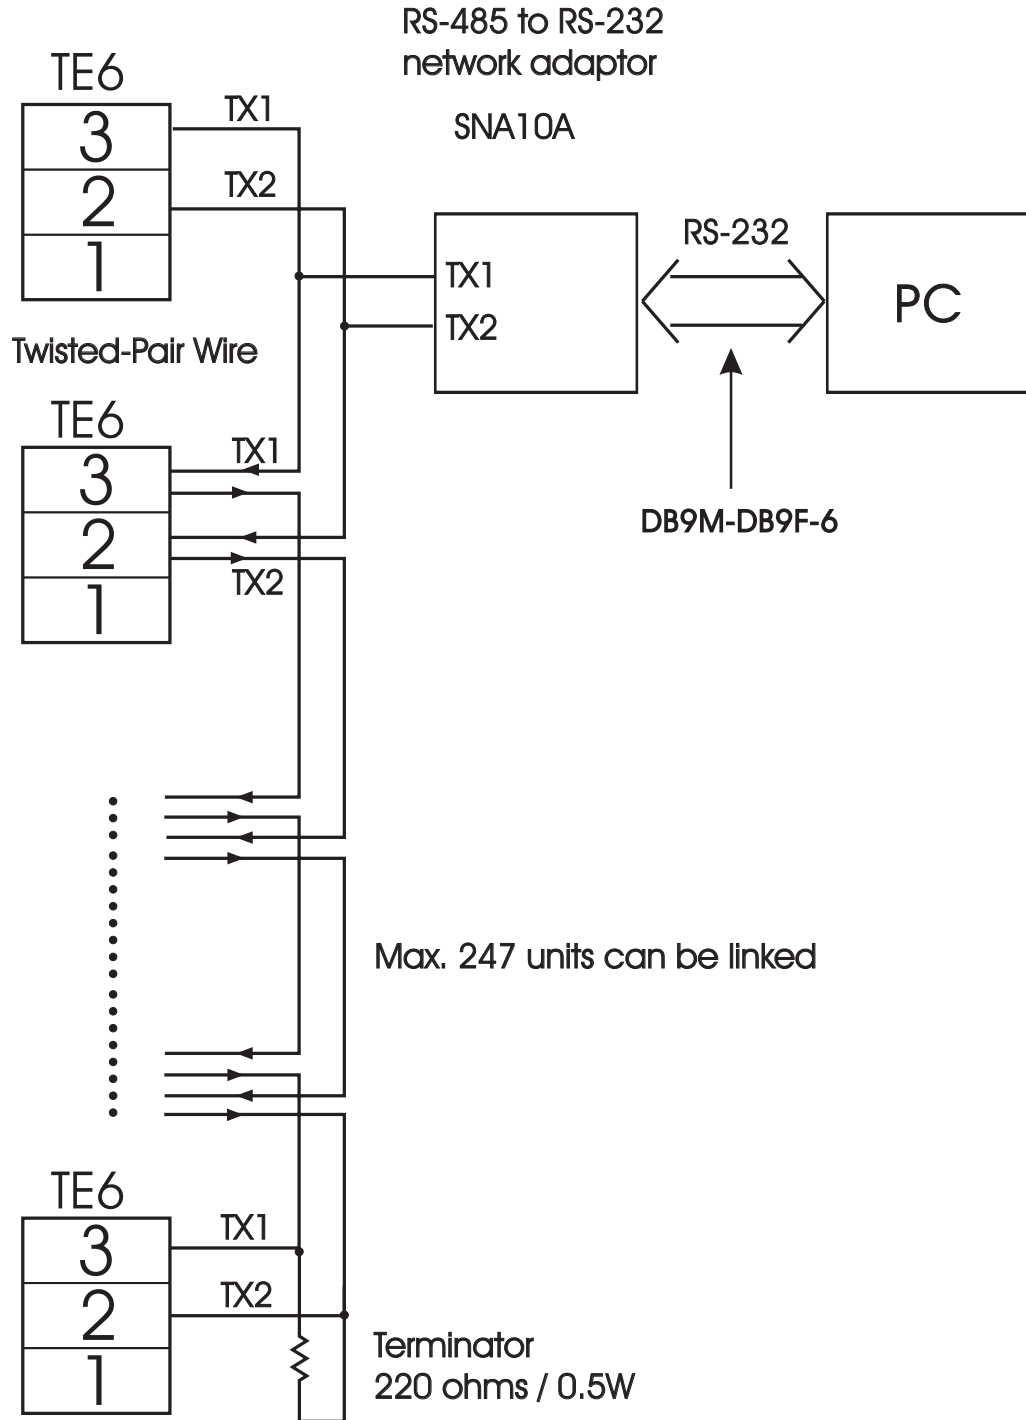 RS-485 to RS-232
network adaptor
SNA10A
TE6
3
2
1
TX1
TX2
TX1
TX2
RS-232
PC
Twisted-Pair Wire
DB9M-DB9F-6
TE6
3
2
1
TX1
TX2
Max. 247 units can be linked
TE6
3
2
1
TX1
TX2
Terminator
220 ohms / 0.5W